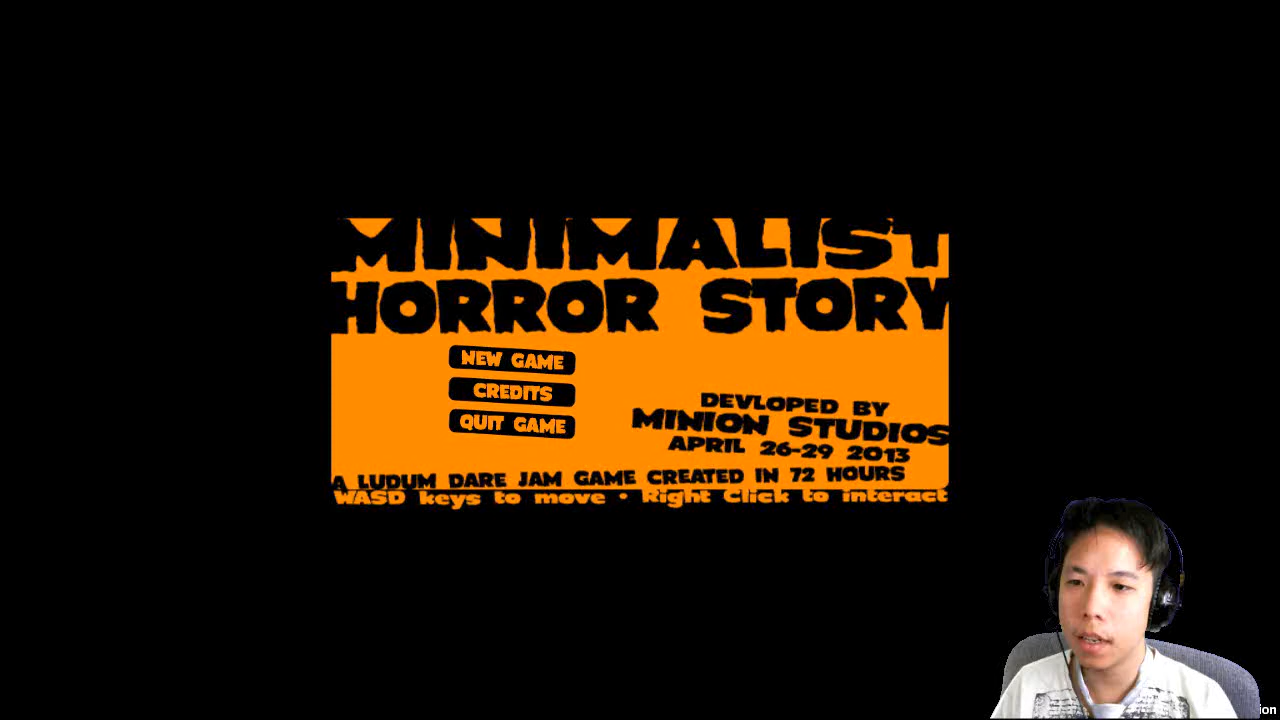 MINIMALIST
HORROR STORY
NEW GAME
CREDITS
QUIT GAME
DEVLOPED BY
MINION STUDIOS
APRIL 26-29 2013
A LUDUM DARE JAM GAME CREATED IN 72 HOURS
WASD keys to move • Right Click to interact
ion